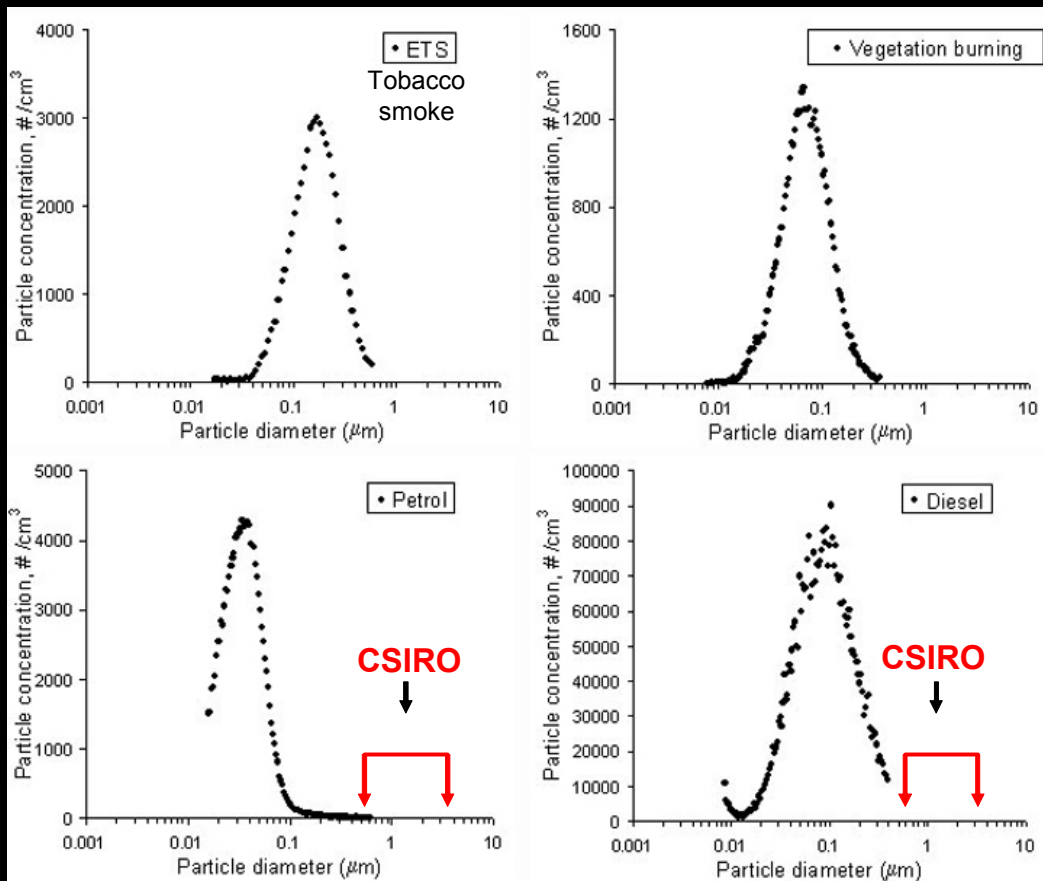 4000
3000
2000
1000
0
Particle concentration, #/cm³
• ETS
Tobacco
smoke
0.001 0.01 0.1 1 10
Particle diameter (μm)
1600
1200
800
400
0
Particle concentration, #/cm³
• Vegetation burning
0.001 0.01 0.1 1 10
Particle diameter (μm)
5000
4000
3000
2000
1000
0
Particle concentration, #/cm³
• Petrol
CSIRO
0.001 0.01 0.1 1 10
Particle diameter (μm)
100000
90000
80000
70000
60000
50000
40000
30000
20000
10000
0
Particle concentration, #/cm³
• Diesel
CSIRO
0.001 0.01 0.1 1 10
Particle diameter (μm)